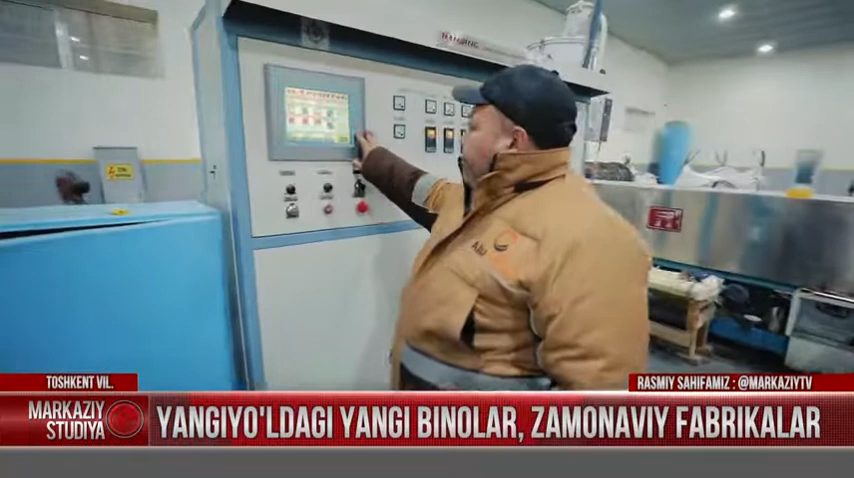 TOSHKENT VIL.
RASMIY SAHIFAMIZ : @MARKAZIYTV
MARKAZIY
STUDIYA
YANGIYO'LDAGI YANGI BINOLAR, ZAMONAVIY FABRIKALAR